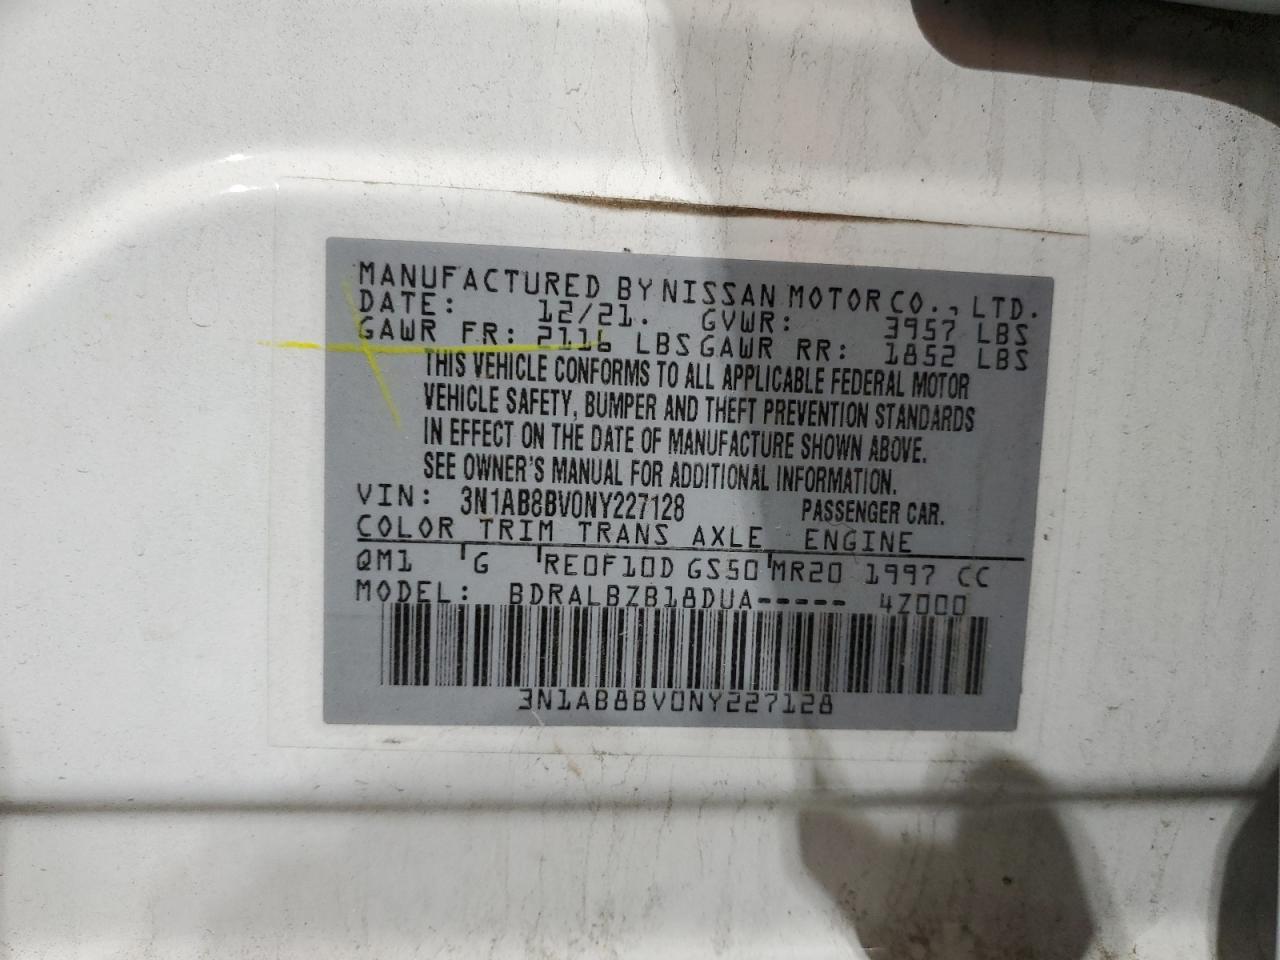 MANUFACTURED BY NISSAN MOTOR CO., LTD.
DATE: 12/21. GVWR: 3957 LBS
GAWR FR: 2116 LBS GAWR RR: 1852 LBS
THIS VEHICLE CONFORMS TO ALL APPLICABLE FEDERAL MOTOR
VEHICLE SAFETY, BUMPER AND THEFT PREVENTION STANDARDS
IN EFFECT ON THE DATE OF MANUFACTURE SHOWN ABOVE.
SEE OWNER'S MANUAL FOR ADDITIONAL INFORMATION.
VIN: 3N1AB8BV0NY227128 PASSENGER CAR.
COLOR TRIM TRANS AXLE ENGINE
QM1 G RE0F10D GS50 MR20 1997 CC
MODEL: BDRALBZB18DUA----- 4Z000
3N1AB8BV0NY227128